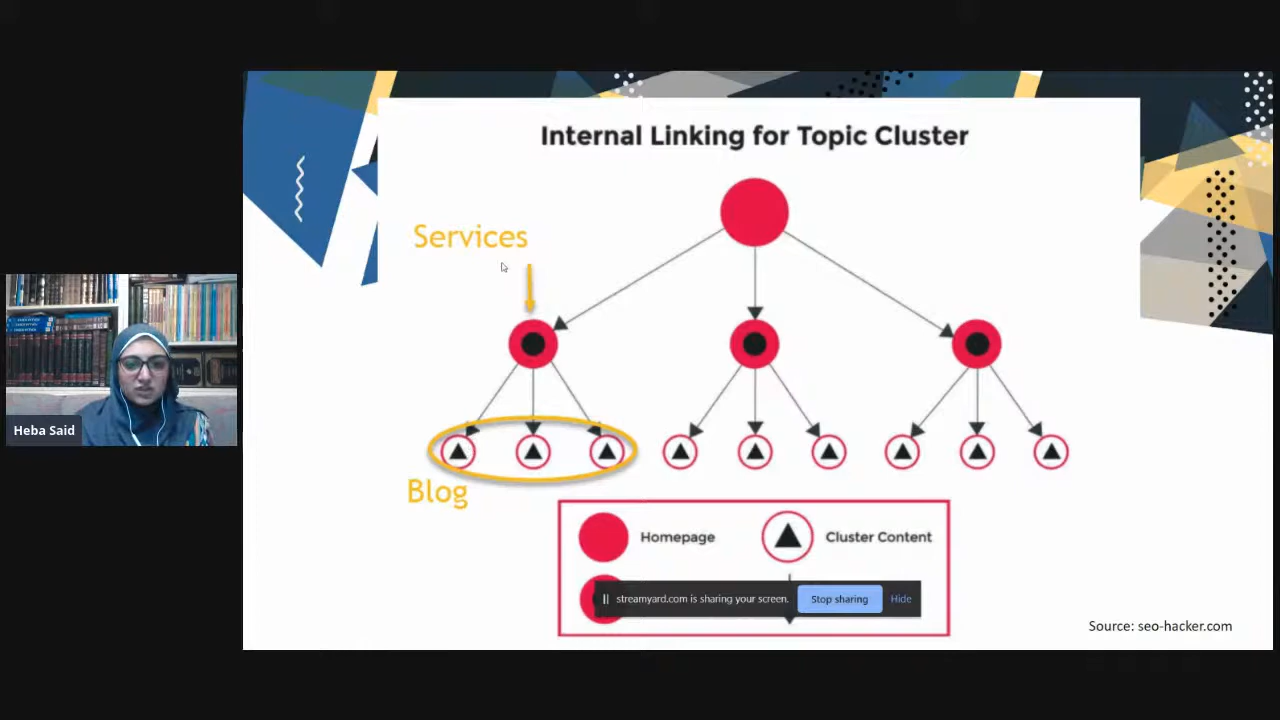 Internal Linking for Topic Cluster
Services
Heba Said
Blog
Homepage
Cluster Content
streamyard.com is sharing your screen.
Stop sharing
Hide
Source: seo-hacker.com